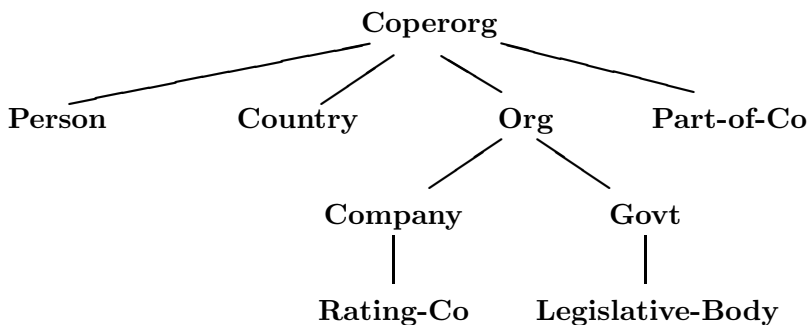 Coperorg
Person Country Org Part-of-Co
Company Govt
Rating-Co Legislative-Body